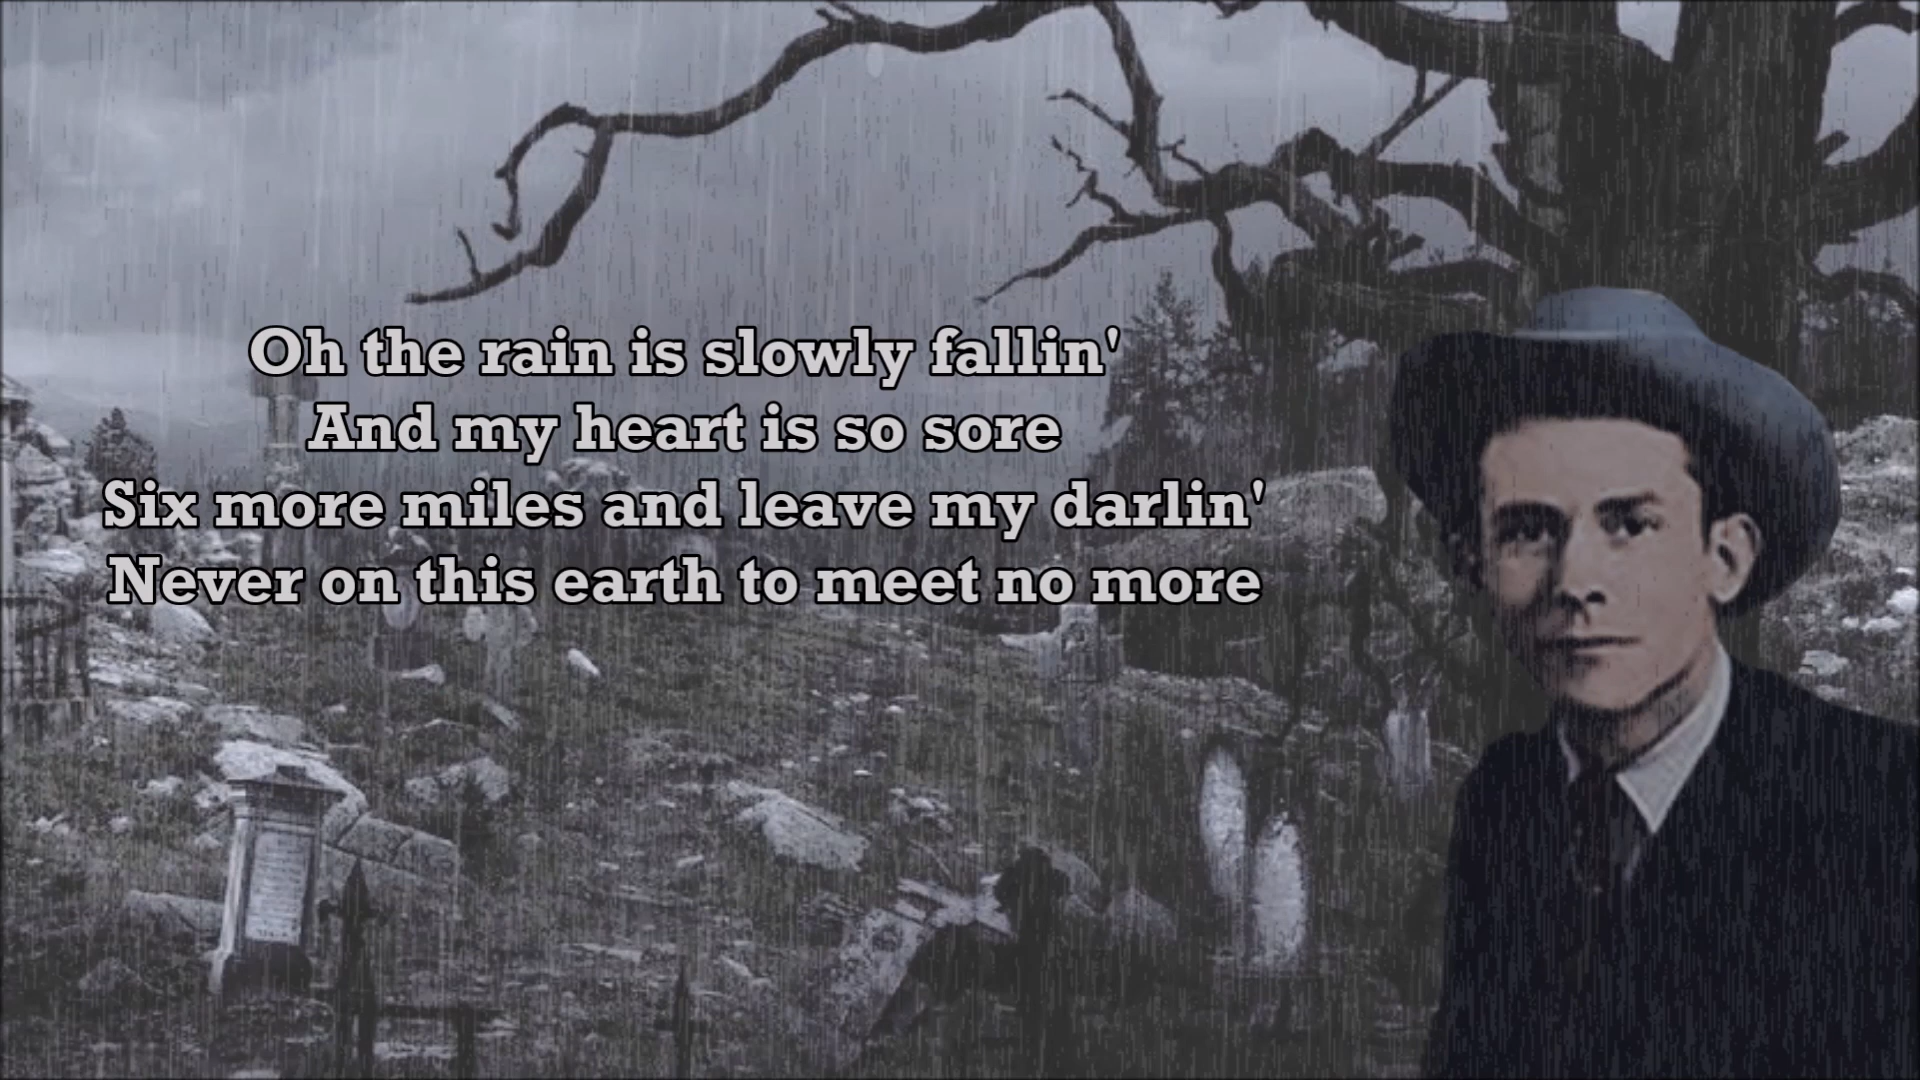 Oh the rain is slowly fallin'
And my heart is so sore
Six more miles and leave my darlin'
Never on this earth to meet no more